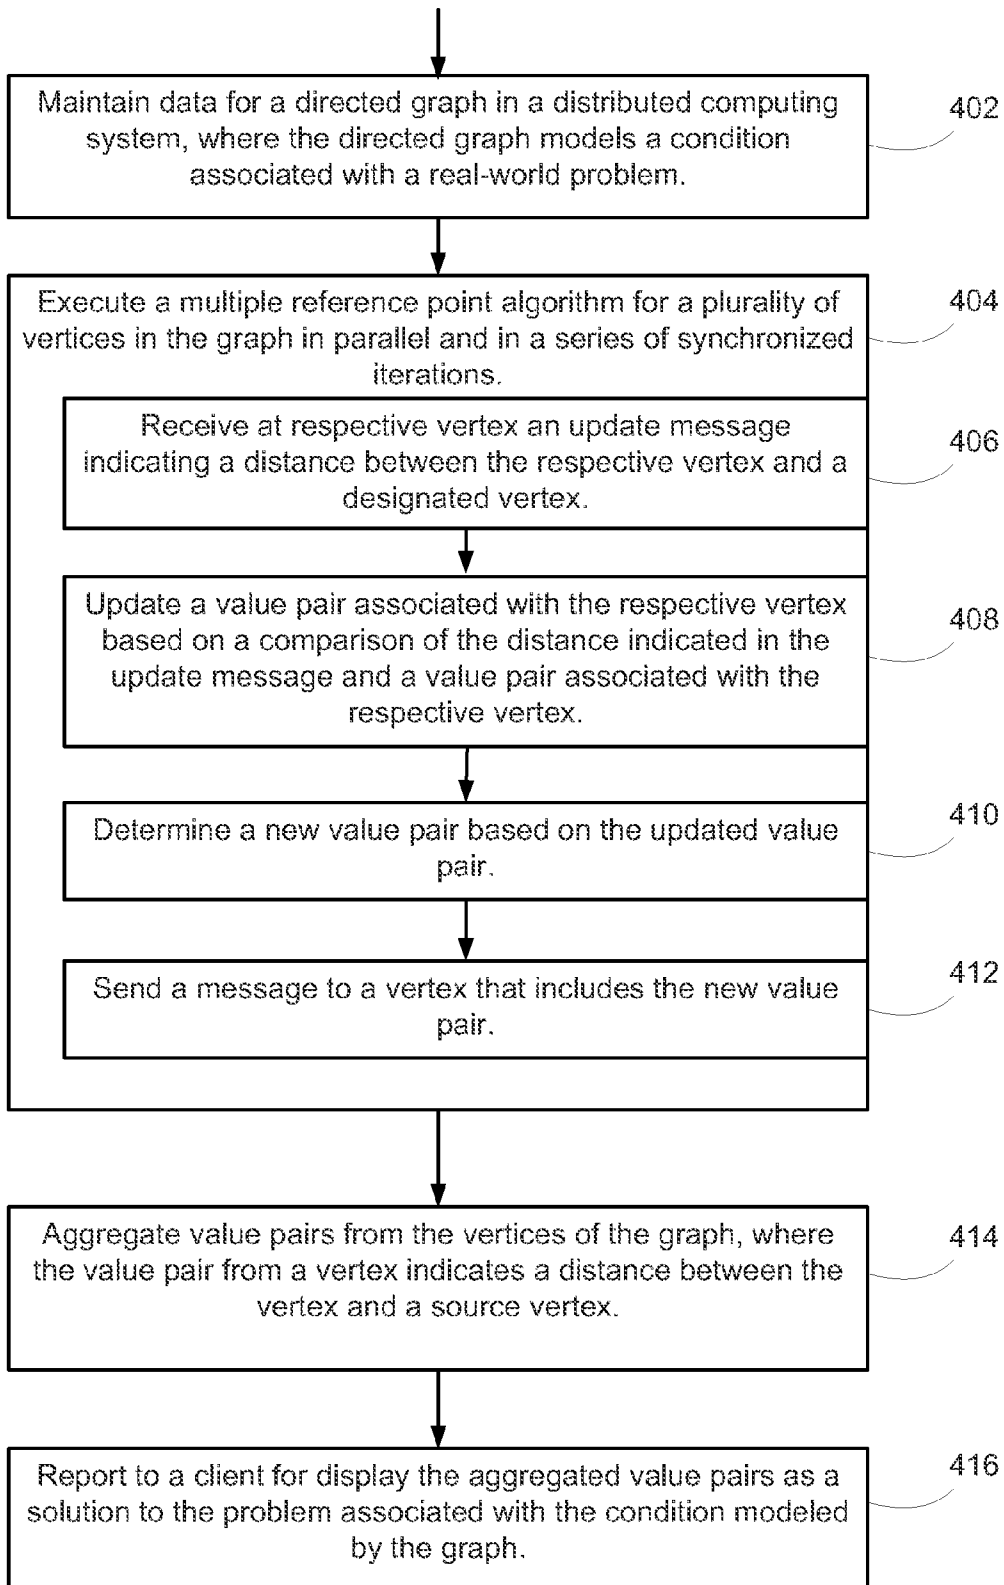 Maintain data for a directed graph in a distributed computing
system, where the directed graph models a condition
associated with a real-world problem.
402
Execute a multiple reference point algorithm for a plurality of
vertices in the graph in parallel and in a series of synchronized
iterations.
404
Receive at respective vertex an update message
indicating a distance between the respective vertex and a
designated vertex.
406
Update a value pair associated with the respective vertex
based on a comparison of the distance indicated in the
update message and a value pair associated with the
respective vertex.
408
Determine a new value pair based on the updated value
pair.
410
Send a message to a vertex that includes the new value
pair.
412
Aggregate value pairs from the vertices of the graph, where
the value pair from a vertex indicates a distance between the
vertex and a source vertex.
414
Report to a client for display the aggregated value pairs as a
solution to the problem associated with the condition modeled
by the graph.
416